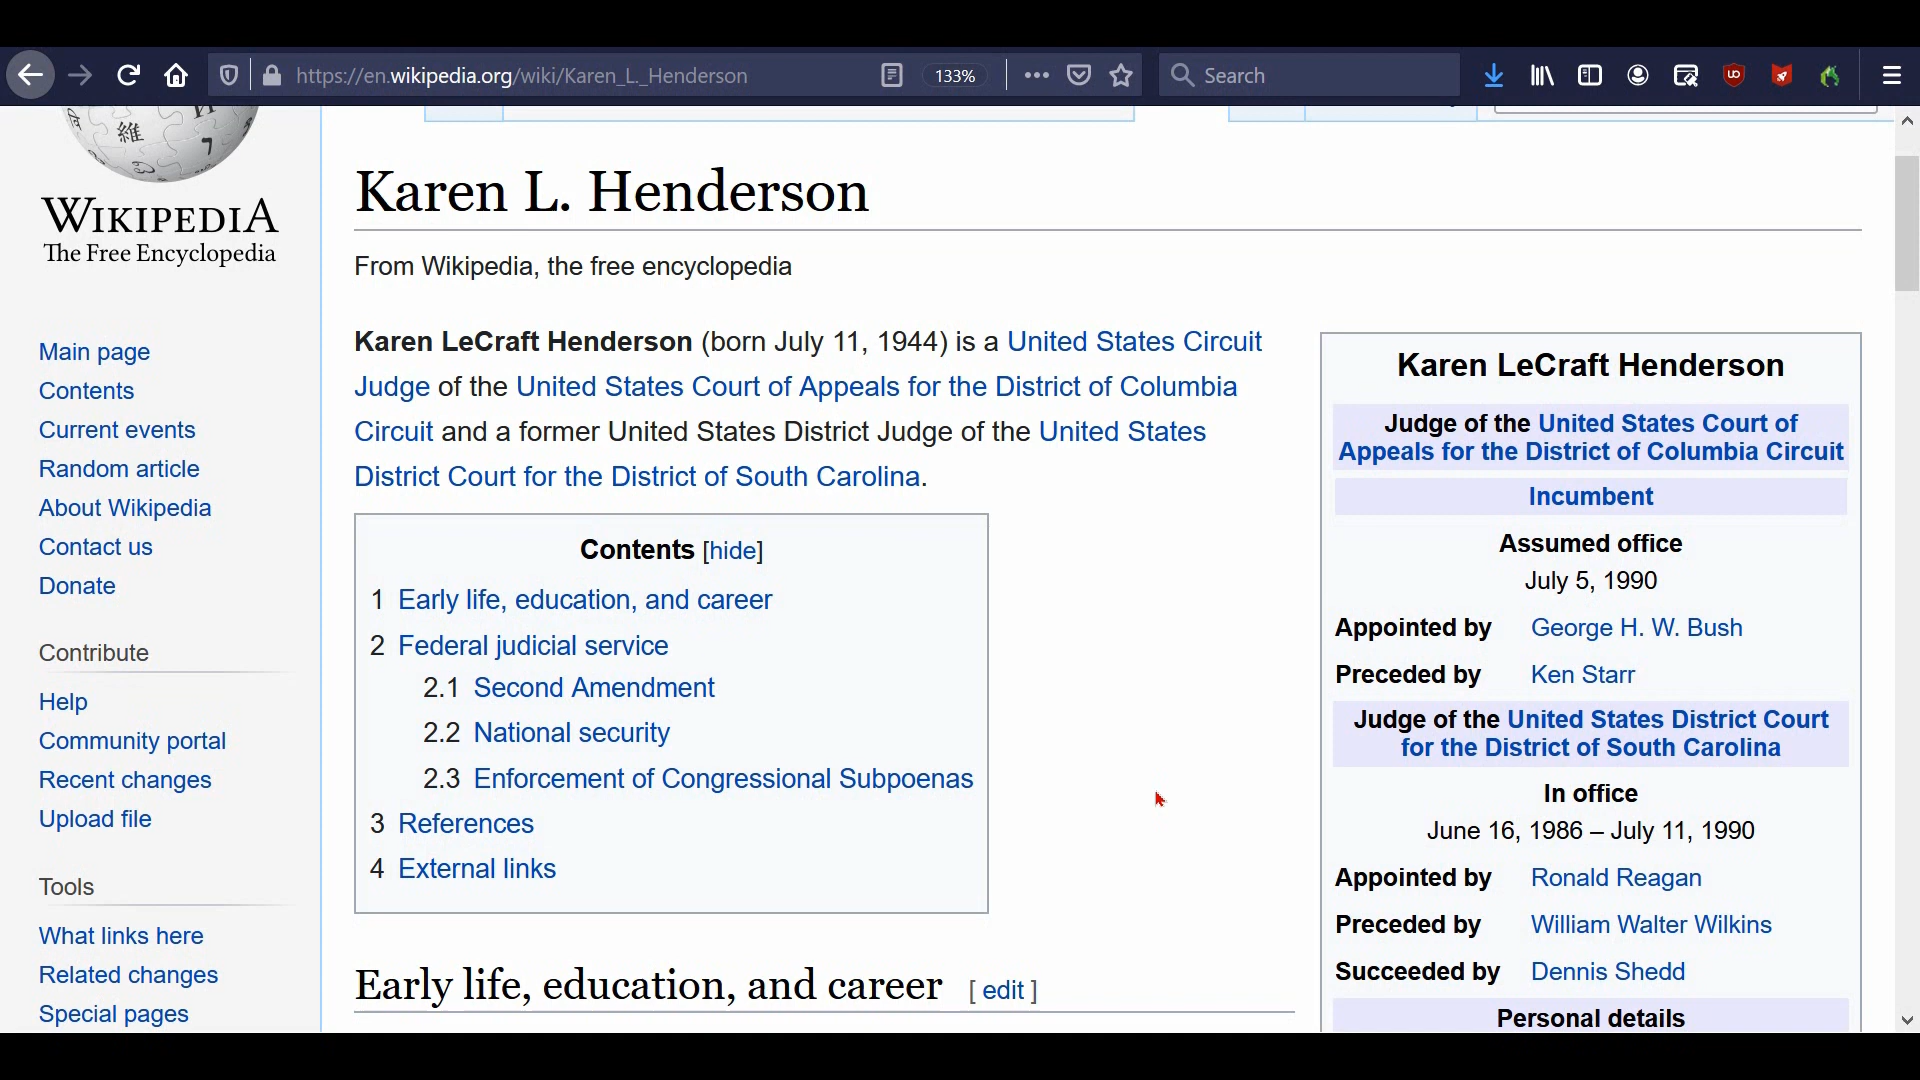 https://en.wikipedia.org/wiki/Karen_L._Henderson
133%
Search
WIKIPEDIA
The Free Encyclopedia
Main page
Contents
Current events
Random article
About Wikipedia
Contact us
Donate
Contribute
Help
Community portal
Recent changes
Upload file
Tools
What links here
Related changes
Special pages
Karen L. Henderson
From Wikipedia, the free encyclopedia
Karen LeCraft Henderson (born July 11, 1944) is a United States Circuit
Judge of the United States Court of Appeals for the District of Columbia
Circuit and a former United States District Judge of the United States
District Court for the District of South Carolina.
Contents [hide]
1 Early life, education, and career
2 Federal judicial service
2.1 Second Amendment
2.2 National security
2.3 Enforcement of Congressional Subpoenas
3 References
4 External links
Early life, education, and career [ edit ]
Karen LeCraft Henderson
Judge of the United States Court of
Appeals for the District of Columbia Circuit
Incumbent
Assumed office
July 5, 1990
Appointed by George H. W. Bush
Preceded by Ken Starr
Judge of the United States District Court
for the District of South Carolina
In office
June 16, 1986 – July 11, 1990
Appointed by Ronald Reagan
Preceded by William Walter Wilkins
Succeeded by Dennis Shedd
Personal details